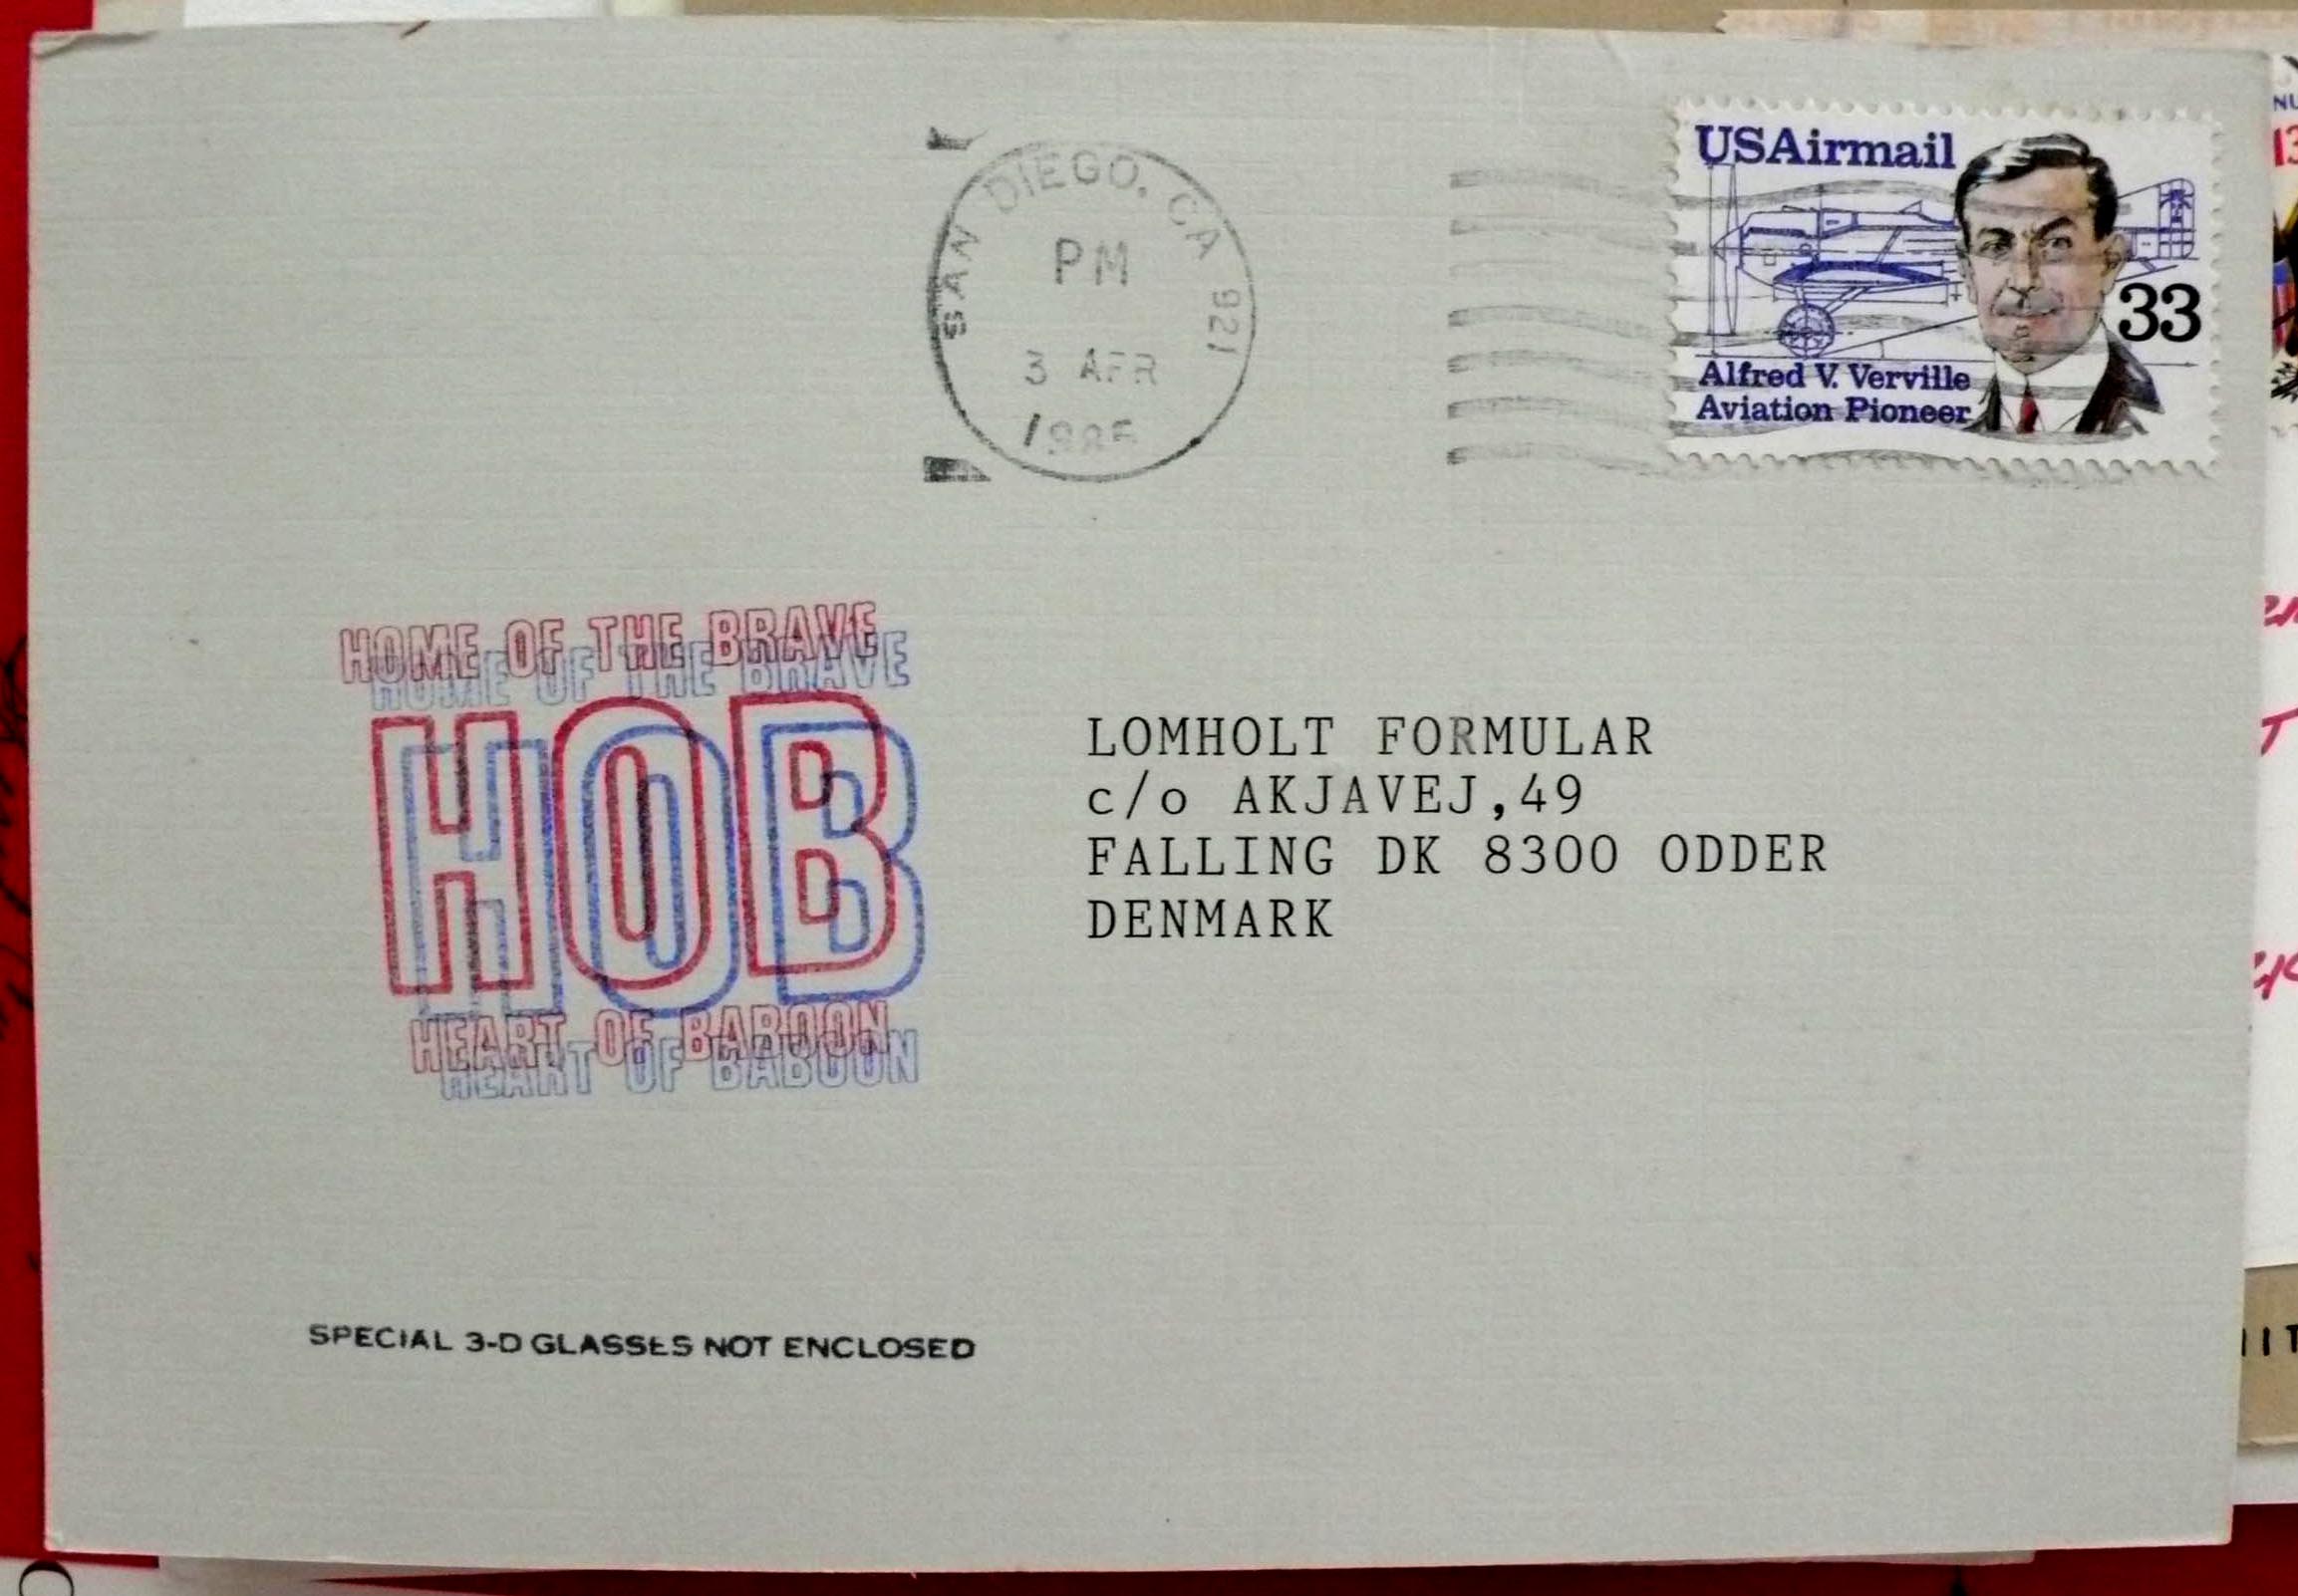 SAN DIEGO, CA 921
PM
3 APR
USAirmail
33
Alfred V. Verville
Aviation Pioneer
HOME OF THE BRAVE
HOME OF THE BRAVE
HOB
HOB
HEART OF BABOON
HEART OF BABOON
LOMHOLT FORMULAR
c/o AKJAVEJ,49
FALLING DK 8300 ODDER
DENMARK
SPECIAL 3-D GLASSES NOT ENCLOSED